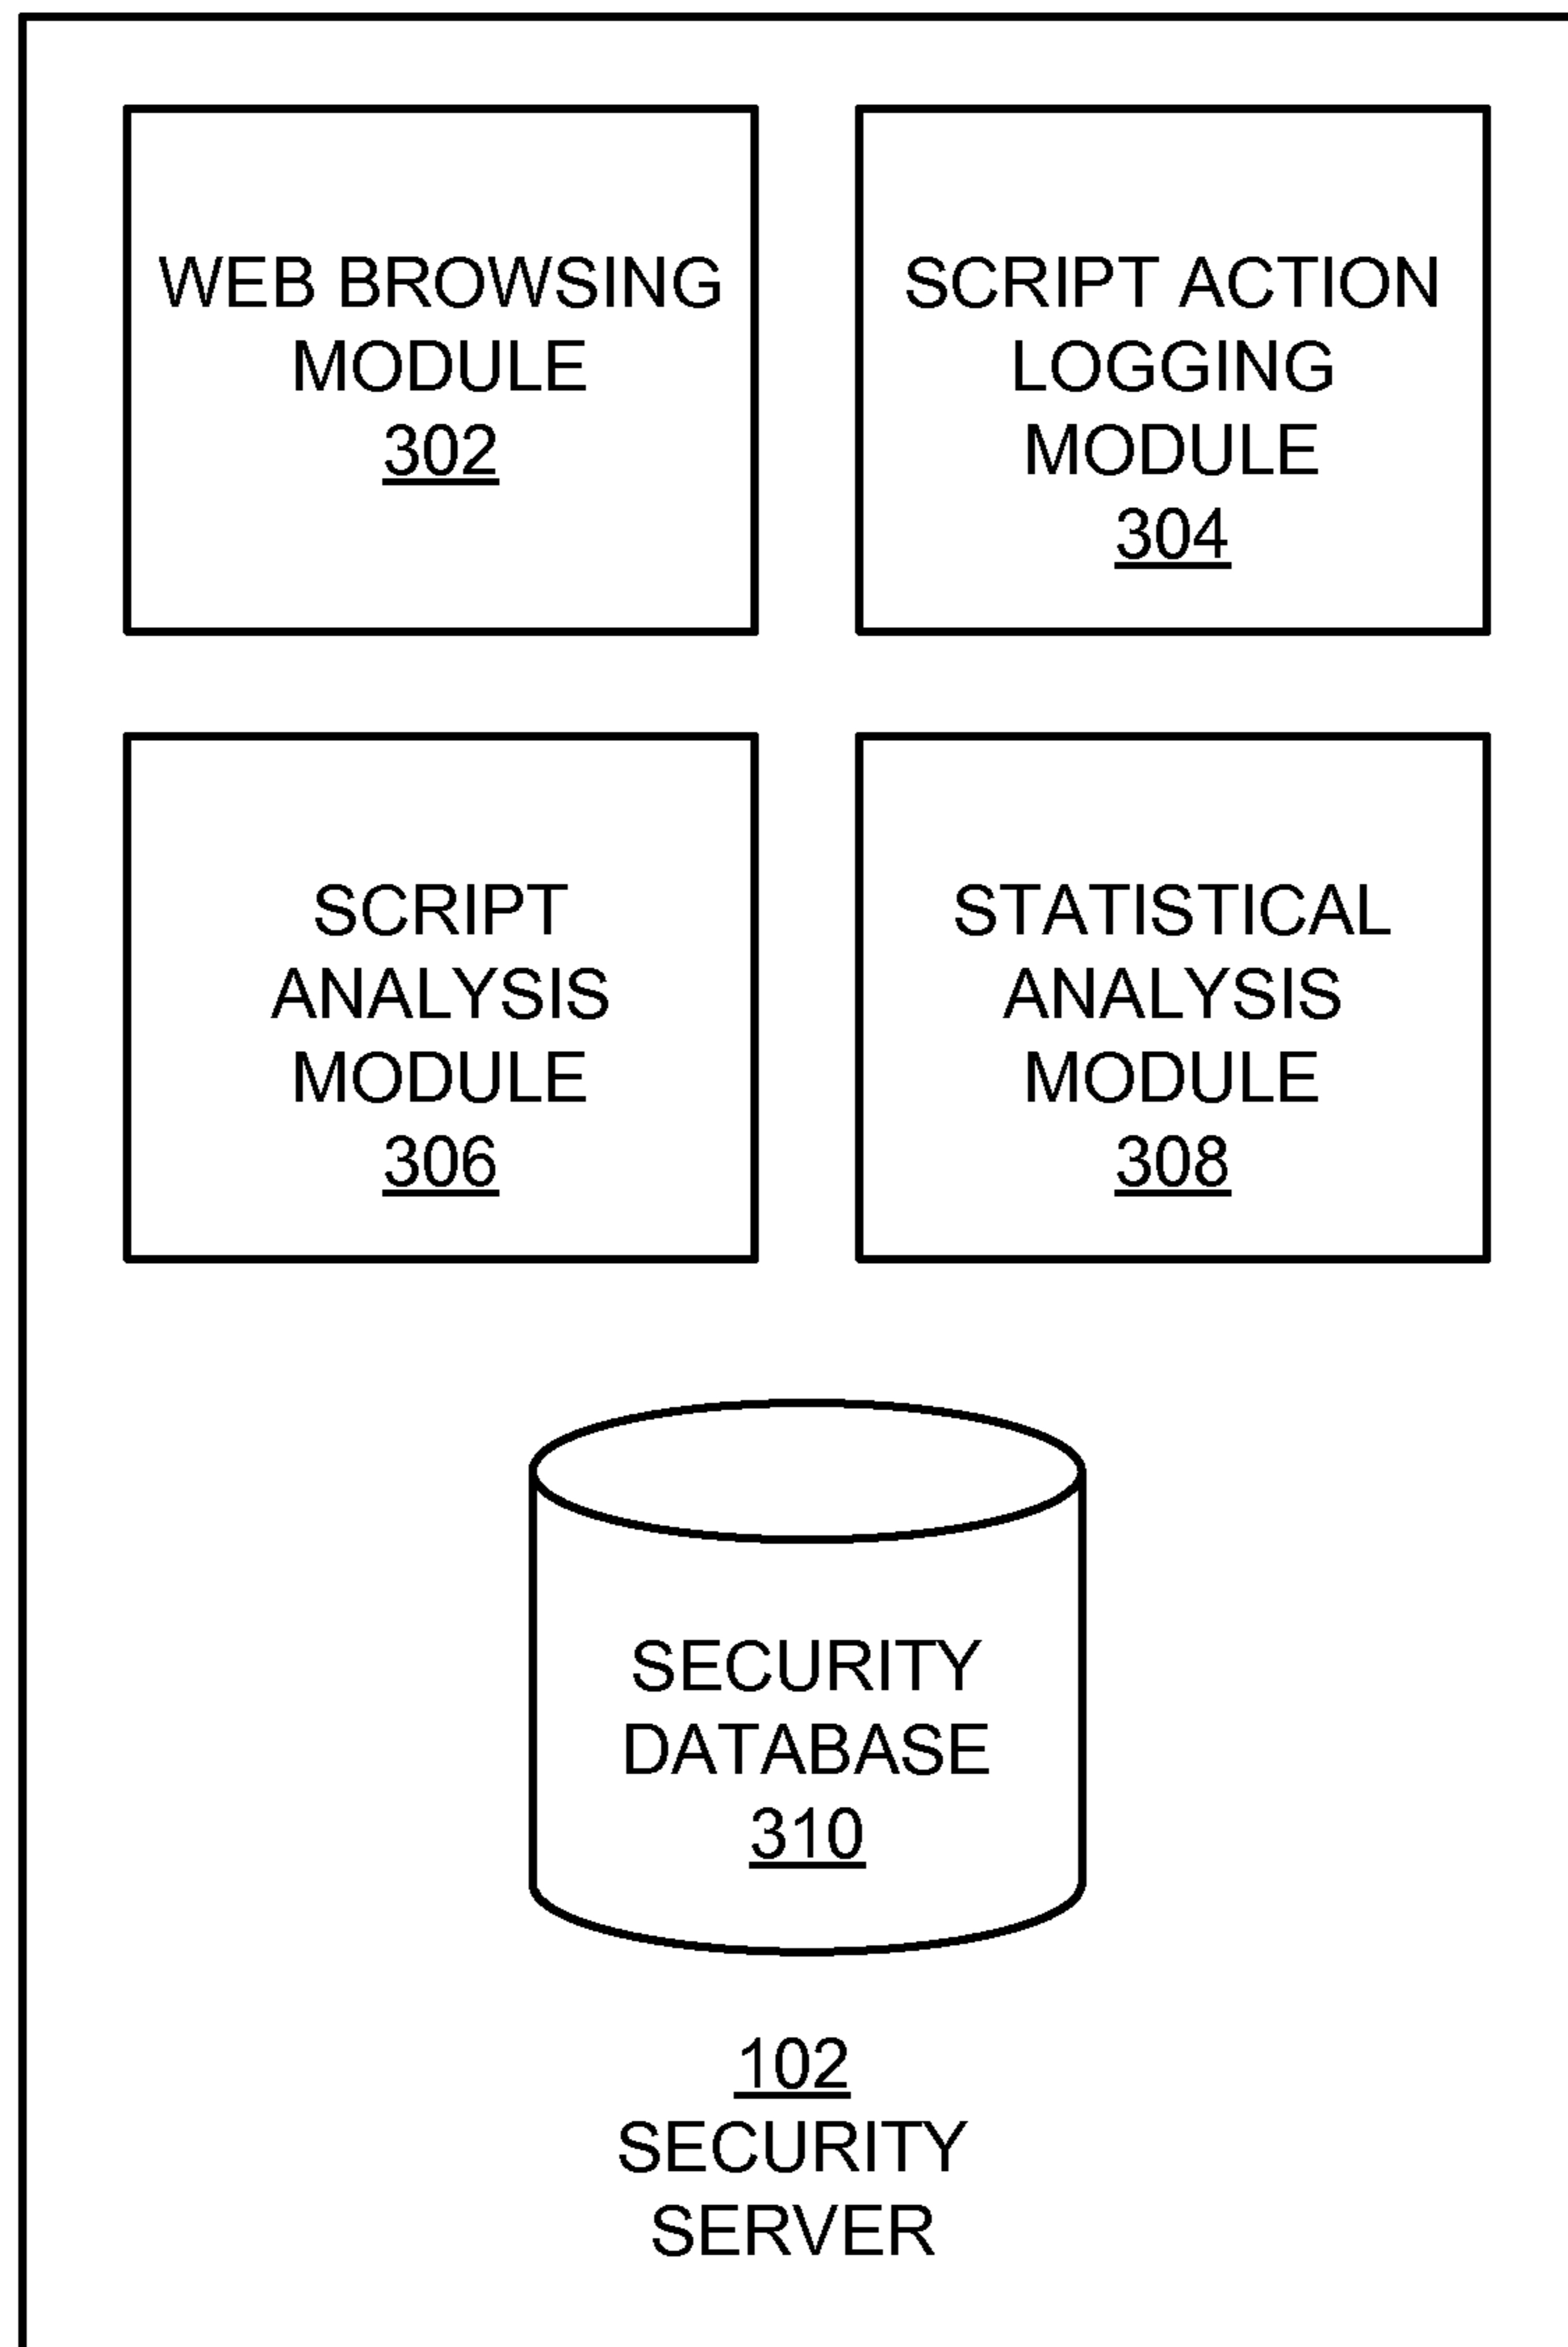 WEB BROWSING
MODULE
302
SCRIPT ACTION
LOGGING
MODULE
304
SCRIPT
ANALYSIS
MODULE
306
STATISTICAL
ANALYSIS
MODULE
308
SECURITY
DATABASE
310
102
SECURITY
SERVER